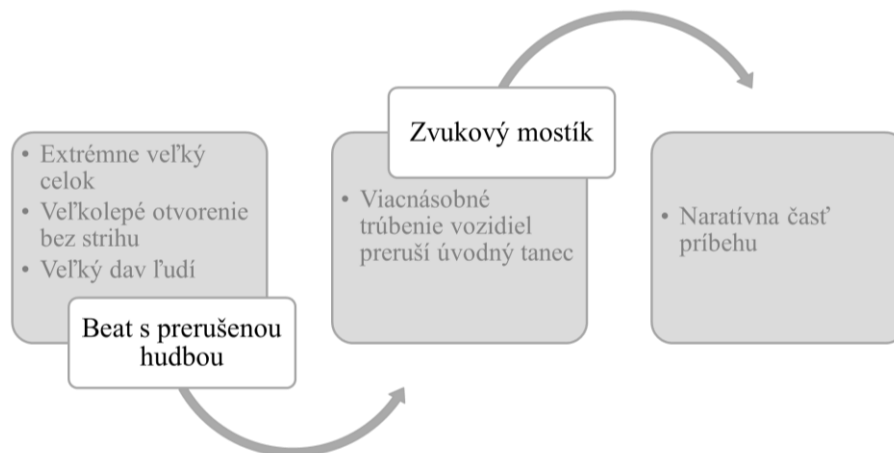 • Extrémne veľký
celok
• Veľkolepé otvorenie
bez strihu
• Veľký dav ľudí
Beat s prerušenou
hudbou
Zvukový mostík
• Viacnásobné
trúbenie vozidiel
preruší úvodný tanec
• Naratívna časť
príbehu